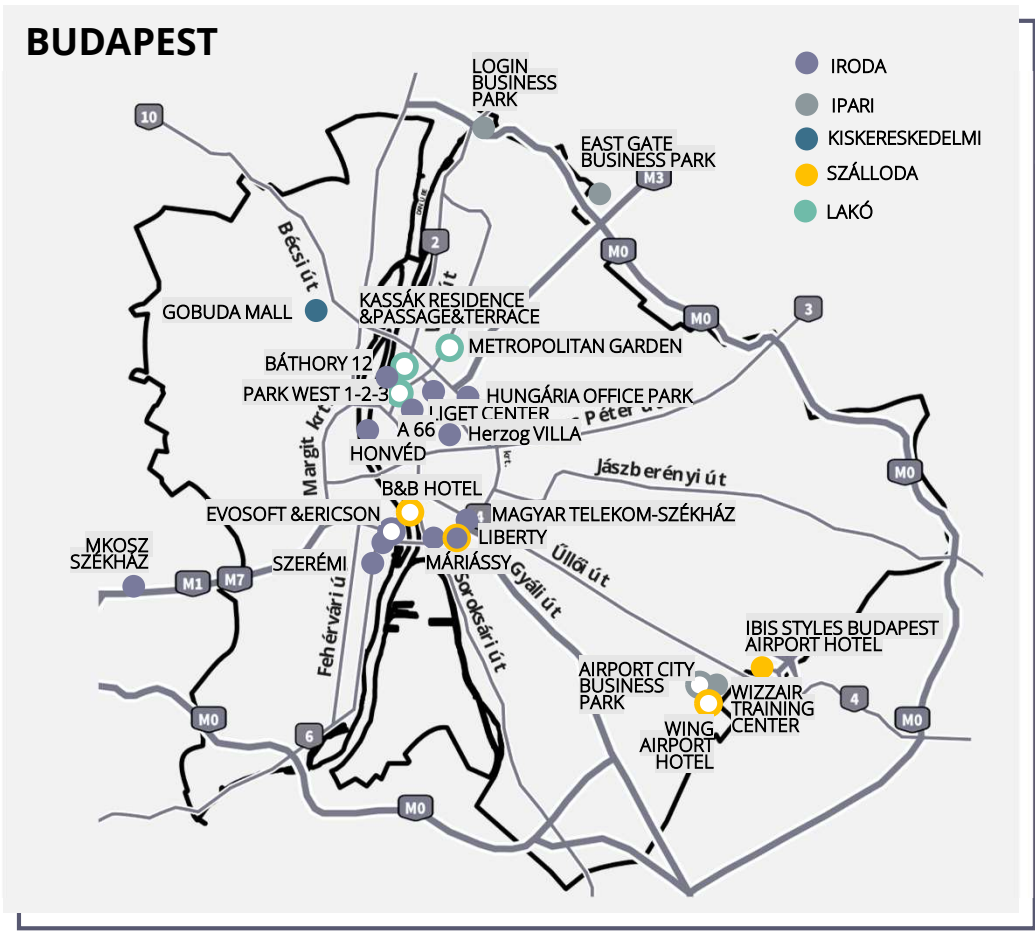 BUDAPEST
LOGIN
BUSINESS
PARK
IRODA
IPARI
KISKERESKEDELMI
SZÁLLODA
LAKÓ
10
EAST GATE
BUSINESS PARK
M3
2
M0
Bécsi út
út
KASSÁK RESIDENCE
&PASSAGE&TERRACE
GOBUDA MALL
M0
3
METROPOLITAN GARDEN
BÁTHORY 12
PARK WEST 1-2-3
HUNGÁRIA OFFICE PARK
LIGET CENTER
Péter
A 66
Herzog VILLA
HONVÉD
Margit krt.
krt.
Jászberényi út
M0
B&B HOTEL
EVOSOFT &ERICSON
4
MAGYAR TELEKOM-SZÉKHÁZ
LIBERTY
MKOSZ
SZÉKHÁZ
SZERÉMI
MÁRIÁSSY
M1
M7
Üllői út
Gyáli út
Soroksári út
Fehérvári ú
IBIS STYLES BUDAPEST
AIRPORT HOTEL
AIRPORT CITY
BUSINESS
PARK
WIZZAIR
TRAINING
CENTER
4
M0
M0
6
WING
AIRPORT
HOTEL
M0